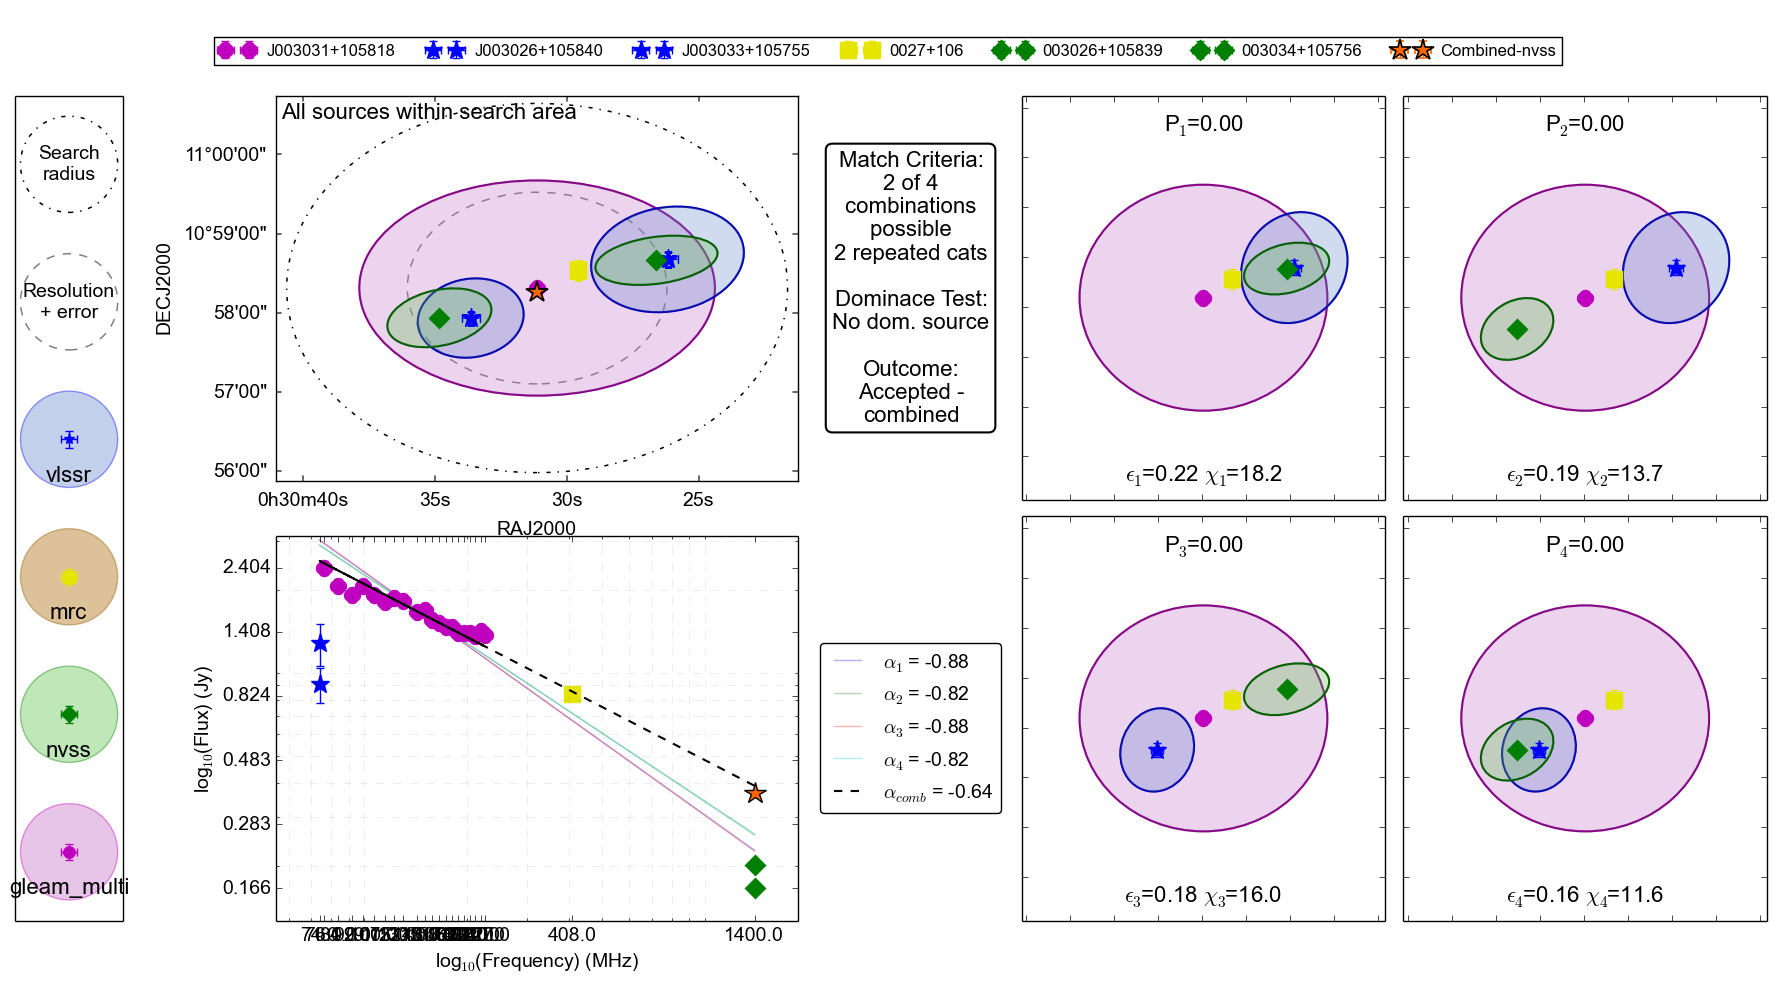 J003031+105818 J003026+105840 J003033+105755 0027+106 003026+105839 003034+105756 Combined-nvss
Search
radius
Resolution
+ error
vlssr
mrc
nvss
gleam_multi
All sources within search area
DECJ2000
11°00'00"
10°59'00"
58'00"
57'00"
56'00"
0h30m40s 35s 30s 25s
RAJ2000
Match Criteria:
2 of 4
combinations
possible
2 repeated cats
Dominace Test:
No dom. source
Outcome:
Accepted -
combined
P1=0.00
ϵ1=0.22 χ1=18.2
P2=0.00
ϵ2=0.19 χ2=13.7
log10(Flux) (Jy)
2.404
1.408
0.824
0.483
0.283
0.166
408.0 1400.0
log10(Frequency) (MHz)
α1 = -0.88
α2 = -0.82
α3 = -0.88
α4 = -0.82
αcomb = -0.64
P3=0.00
ϵ3=0.18 χ3=16.0
P4=0.00
ϵ4=0.16 χ4=11.6